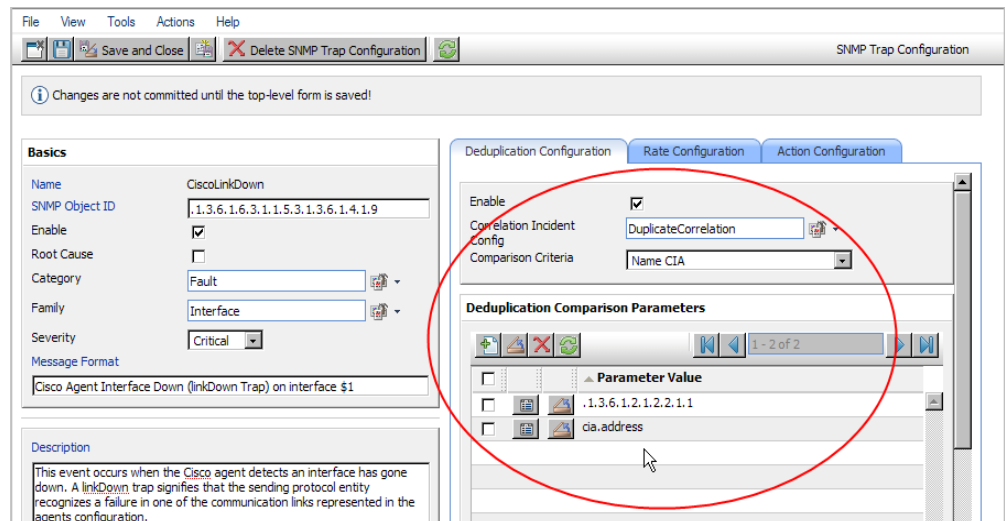 File View Tools Actions Help
Save and Close Delete SNMP Trap Configuration SNMP Trap Configuration
Changes are not committed until the top-level form is saved!
Basics
Name CiscoLinkDown
SNMP Object ID .1.3.6.1.6.3.1.1.5.3.1.3.6.1.4.1.9
Enable
Root Cause
Category Fault
Family Interface
Severity Critical
Message Format
Cisco Agent Interface Down (linkDown Trap) on interface $1
Description
This event occurs when the Cisco agent detects an interface has gone
down. A linkDown trap signifies that the sending protocol entity
recognizes a failure in one of the communication links represented in the
agents configuration.
Deduplication Configuration Rate Configuration Action Configuration
Enable
Correlation Incident
Config DuplicateCorrelation
Comparison Criteria Name CIA
Deduplication Comparison Parameters
1 - 2 of 2
Parameter Value
.1.3.6.1.2.1.2.2.1.1
cia.address